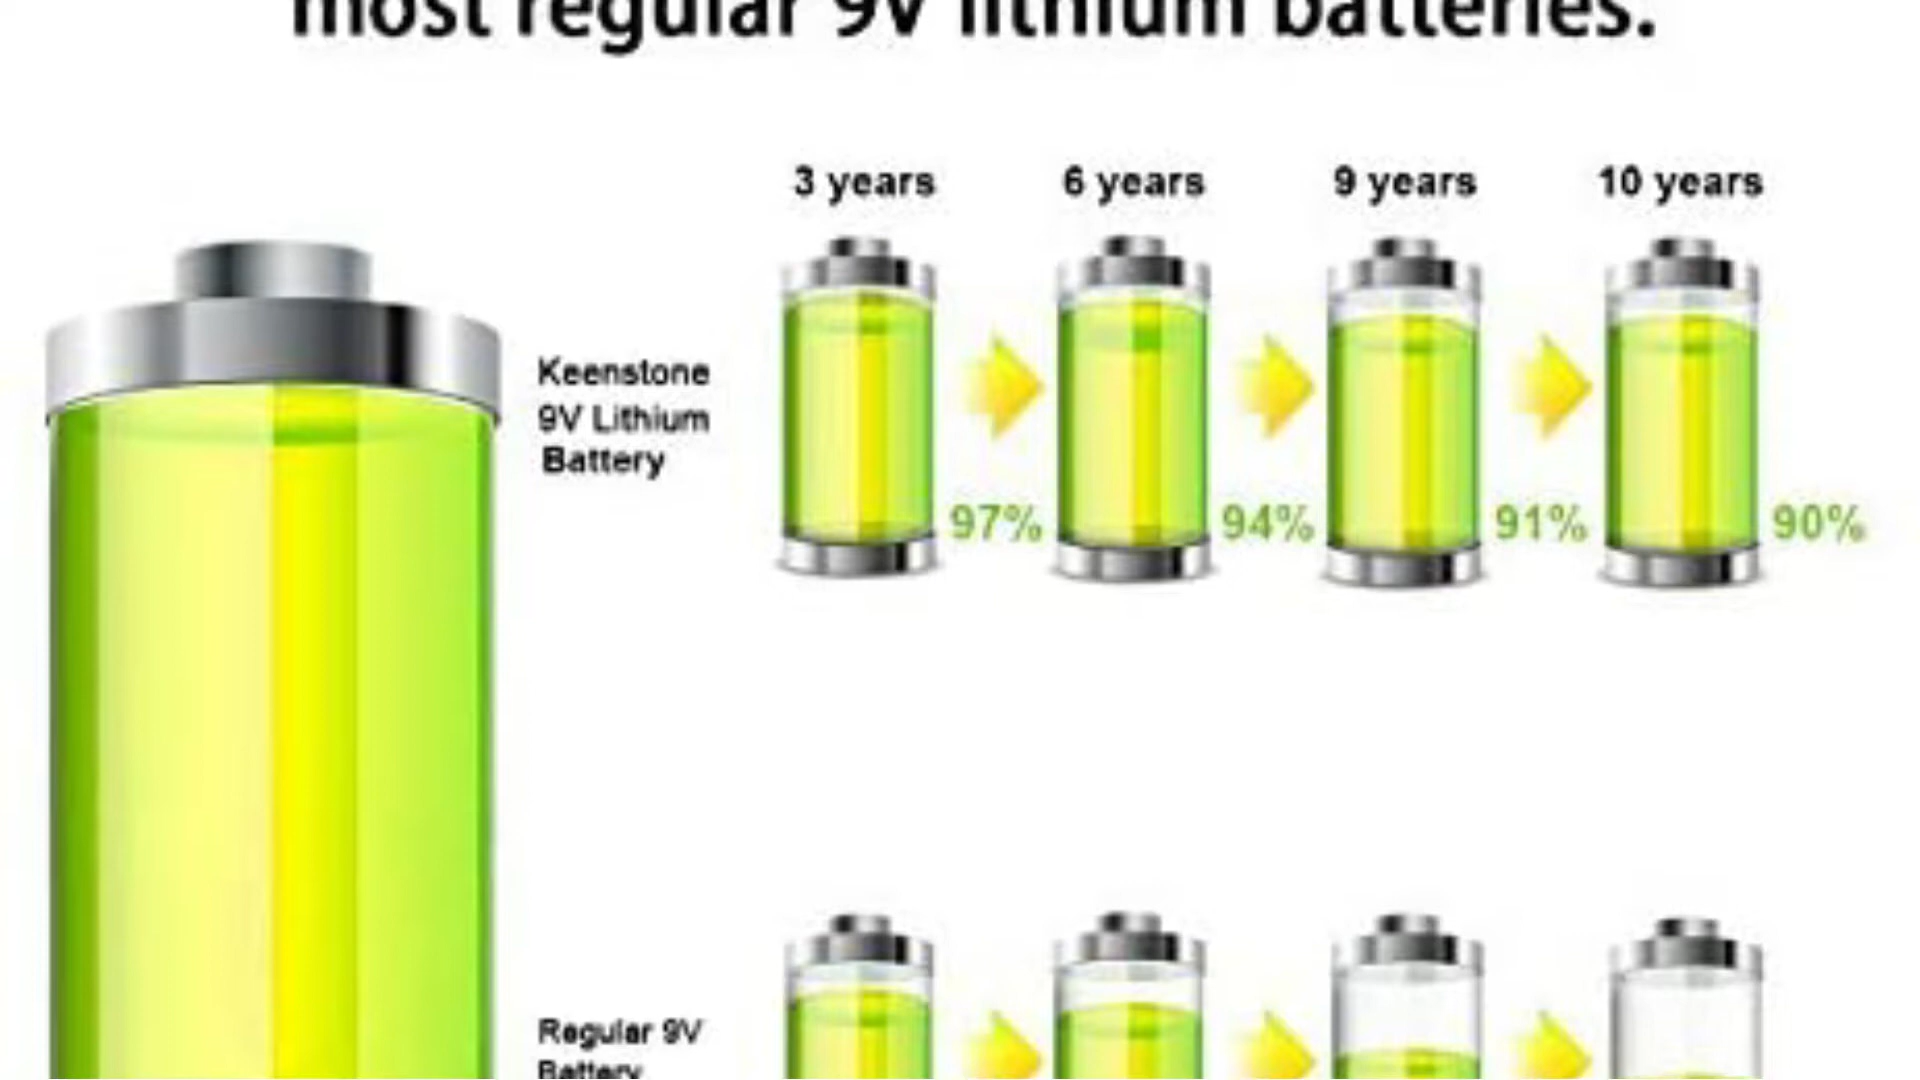 most regular 9V lithium batteries.
3 years 6 years 9 years 10 years
Keenstone
9V Lithium
Battery
97% 94% 91% 90%
Regular 9V
Battery